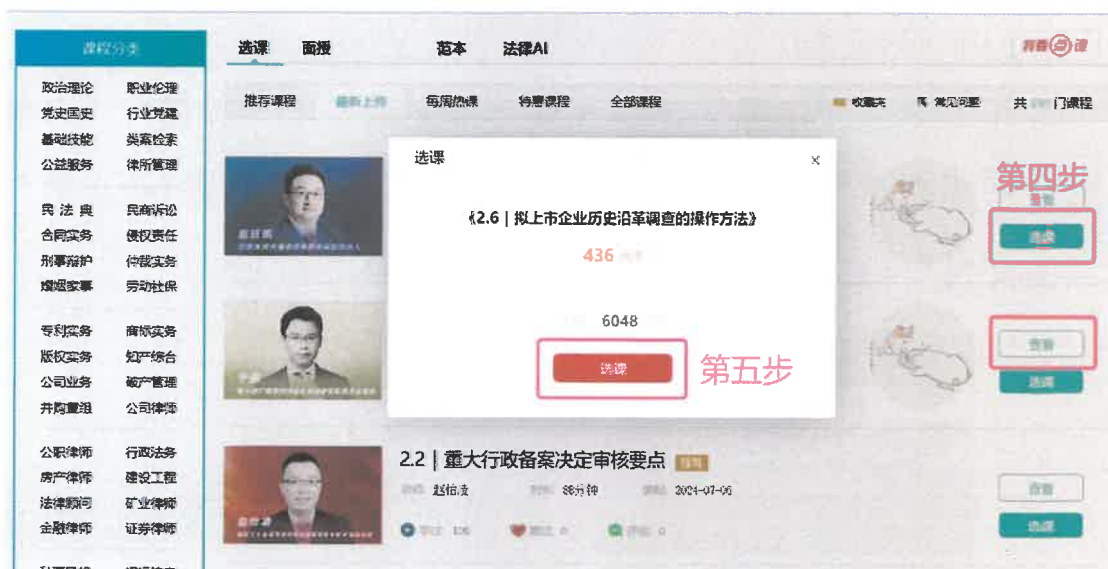 课程分类
选课 面授 范本 法律AI
政治理论 职业伦理
党史国史 行业党建
基础技能 类案检索
公益服务 律所管理
民法典 民商诉讼
合同实务 侵权责任
刑事辩护 仲裁实务
婚姻家事 劳动社保
专利实务 商标实务
版权实务 知产综合
公司业务 破产管理
并购重组 公司律师
公职律师 行政法务
房产律师 建设工程
法律顾问 矿业律师
金融律师 证券律师
推荐课程 最新上传 每周热课 特惠课程 全部课程 收藏夹 常见问题 共 门课程
选课 ×
《2.6 | 拟上市企业历史沿革调查的操作方法》
436
6048
选课
第五步
第四步
查看
选课
查看
选课
2.2 | 重大行政备案决定审核要点
88分钟 2024-07-05
查看
选课